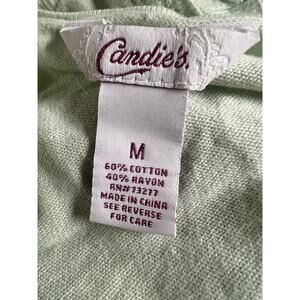 Candie's.
M
60% COTTON
40% RAYON
RN#73277
MADE IN CHINA
SEE REVERSE
FOR CARE